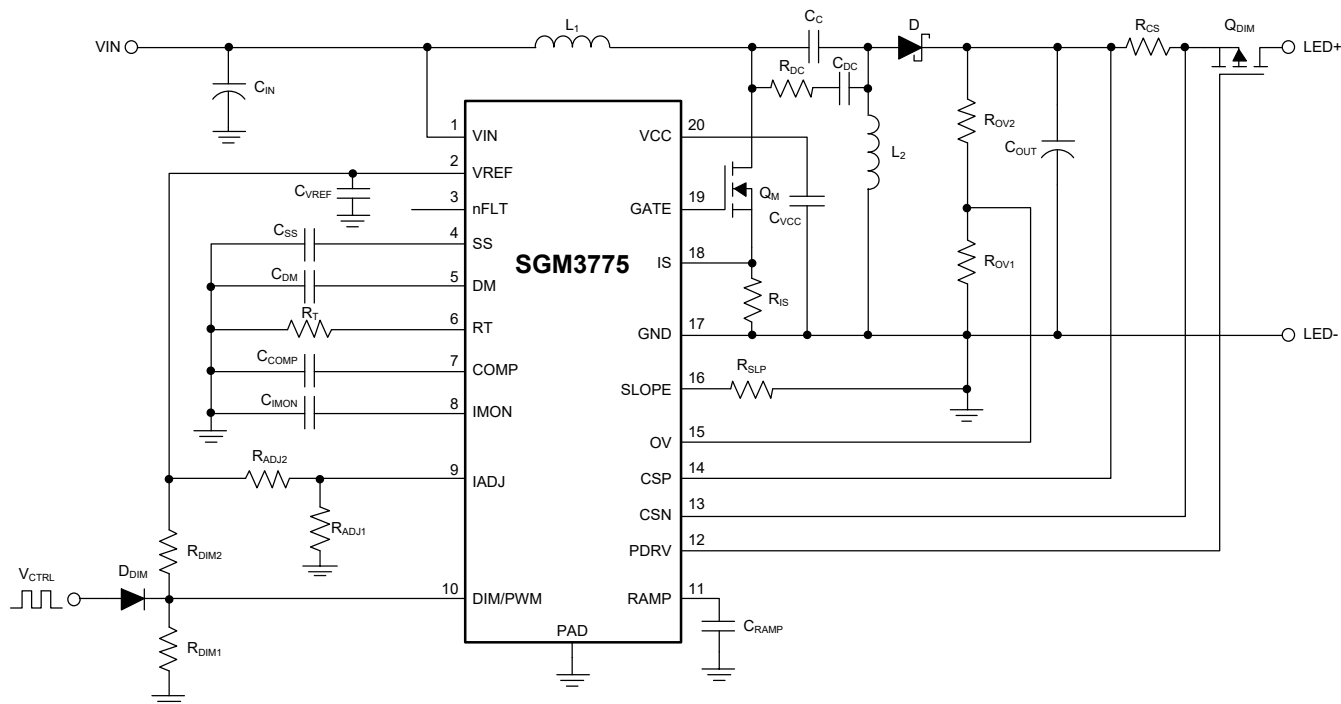 VIN
L1
CC
D
RCS
QDIM
LED+
CIN
RDC
CDC
ROV2
COUT
L2
1
VIN
VCC
20
2
VREF
CVREF
QM
3
nFLT
GATE
19
CVCC
CSS
4
SS
IS
18
ROV1
SGM3775
CDM
5
DM
RIS
RT
6
RT
GND
17
LED-
CCOMP
7
COMP
RSLP
SLOPE
16
CIMON
8
IMON
OV
15
RADJ2
9
IADJ
CSP
14
RADJ1
CSN
13
RDIM2
PDRV
12
VCTRL
DDIM
10
DIM/PWM
RAMP
11
CRAMP
PAD
RDIM1